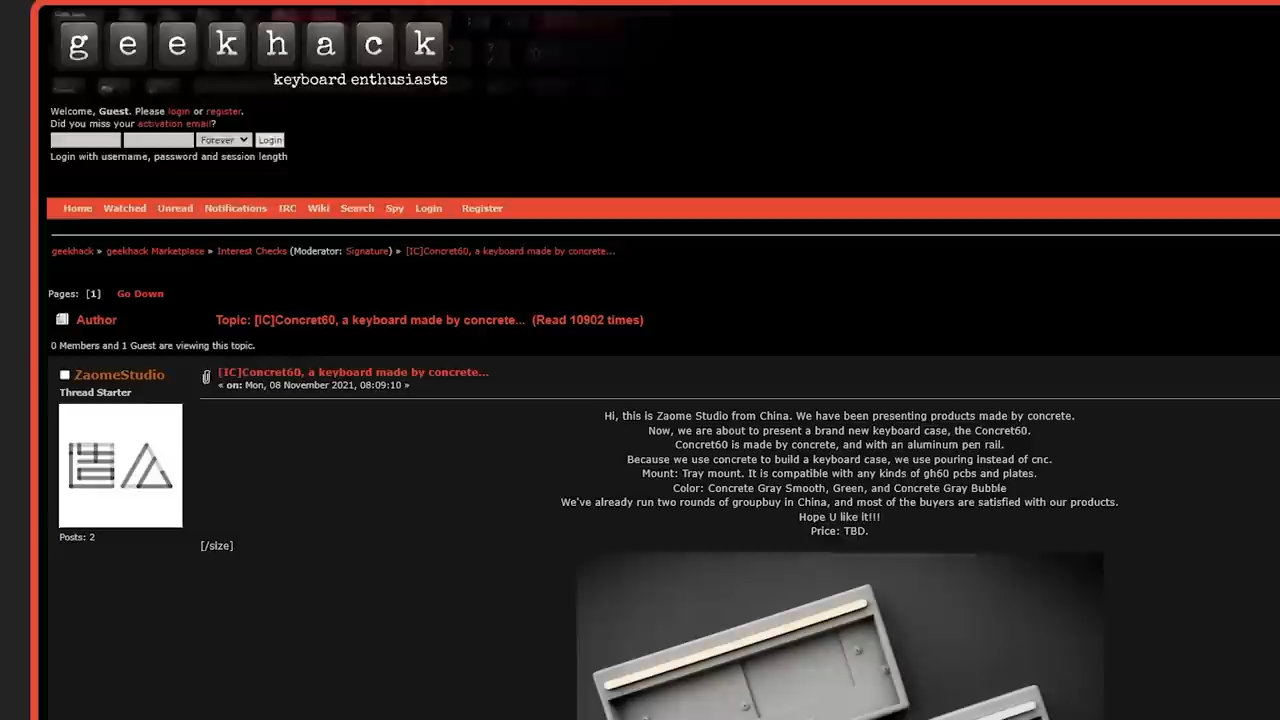 geekhack
keyboard enthusiasts
Welcome, Guest. Please login or register.
Did you miss your activation email?
Forever Login
Login with username, password and session length
Home Watched Unread Notifications IRC Wiki Search Spy Login Register
geekhack » geekhack Marketplace » Interest Checks (Moderator: Signature) » [IC]Concret60, a keyboard made by concrete...
Pages: [1] Go Down
Author Topic: [IC]Concret60, a keyboard made by concrete... (Read 10902 times)
0 Members and 1 Guest are viewing this topic.
ZaomeStudio
Thread Starter
Posts: 2
[IC]Concret60, a keyboard made by concrete...
« on: Mon, 08 November 2021, 08:09:10 »
Hi, this is Zaome Studio from China. We have been presenting products made by concrete.
Now, we are about to present a brand new keyboard case, the Concret60.
Concret60 is made by concrete, and with an aluminum pen rail.
Because we use concrete to build a keyboard case, we use pouring instead of cnc.
Mount: Tray mount. It is compatible with any kinds of gh60 pcbs and plates.
Color: Concrete Gray Smooth, Green, and Concrete Gray Bubble
We've already run two rounds of groupbuy in China, and most of the buyers are satisfied with our products.
Hope U like it!!!
Price: TBD.
[/size]